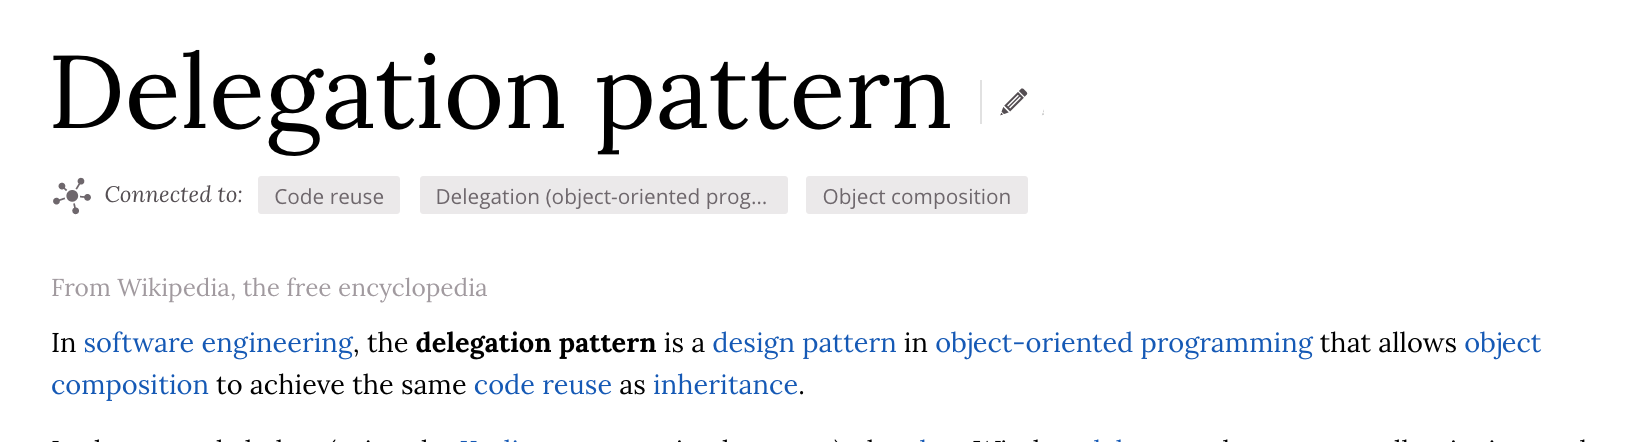 Delegation pattern
Connected to: Code reuse Delegation (object-oriented prog... Object composition
From Wikipedia, the free encyclopedia
In software engineering, the delegation pattern is a design pattern in object-oriented programming that allows object
composition to achieve the same code reuse as inheritance.